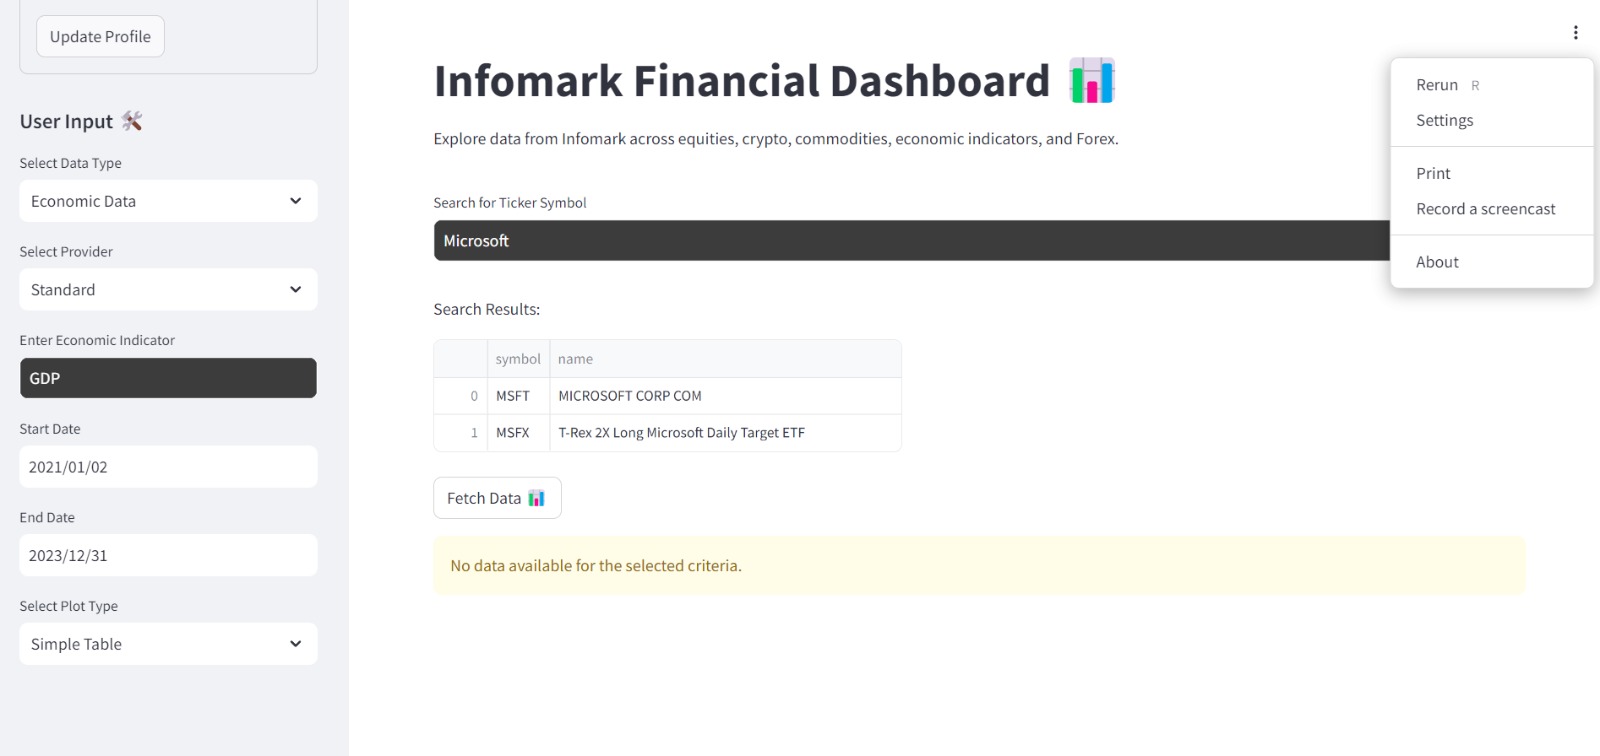 Update Profile
User Input
Select Data Type
Economic Data
Select Provider
Standard
Enter Economic Indicator
GDP
Start Date
2021/01/02
End Date
2023/12/31
Select Plot Type
Simple Table
Infomark Financial Dashboard
Explore data from Infomark across equities, crypto, commodities, economic indicators, and Forex.
Search for Ticker Symbol
Microsoft
Search Results:
symbol name
0 MSFT MICROSOFT CORP COM
1 MSFX T-Rex 2X Long Microsoft Daily Target ETF
Fetch Data
No data available for the selected criteria.
Rerun R
Settings
Print
Record a screencast
About